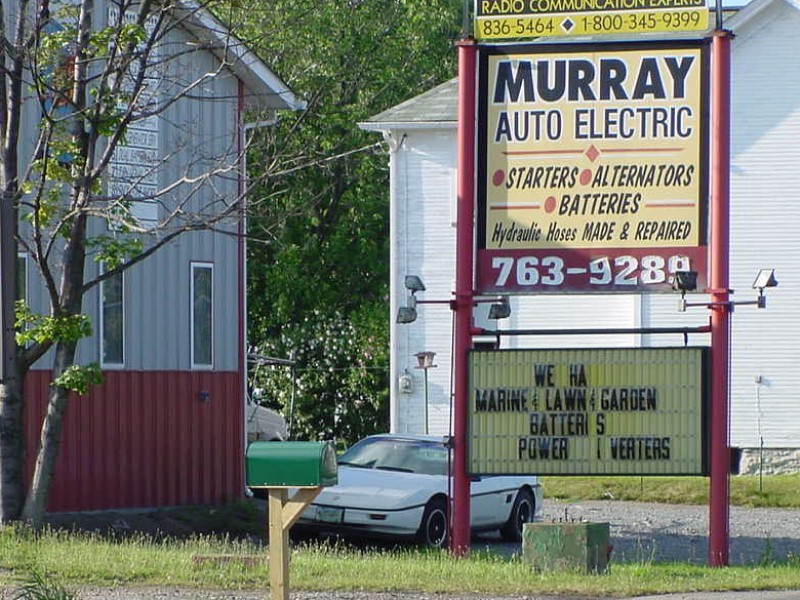 RADIO COMMUNICATION EXPERTS
836-5464 ◆ 1-800-345-9399
MURRAY
AUTO ELECTRIC
STARTERS ALTERNATORS
BATTERIES
Hydraulic Hoses MADE & REPAIRED
763-9289
WE HA
MARINE & LAWN & GARDEN
BATTERI S
POWER I VERTERS